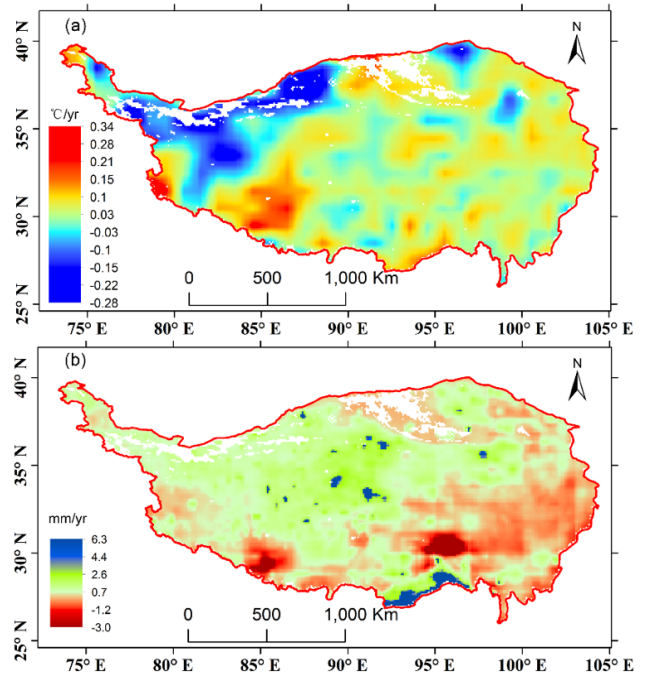 (a)
N
40° N
35° N
30° N
25° N
℃/yr
0.34
0.28
0.21
0.15
0.1
0.03
-0.03
-0.1
-0.15
-0.22
-0.28
0 500 1,000 Km
75° E 80° E 85° E 90° E 95° E 100° E 105° E
(b)
N
40° N
35° N
30° N
25° N
mm/yr
6.3
4.4
2.6
0.7
-1.2
-3.0
0 500 1,000 Km
75° E 80° E 85° E 90° E 95° E 100° E 105° E